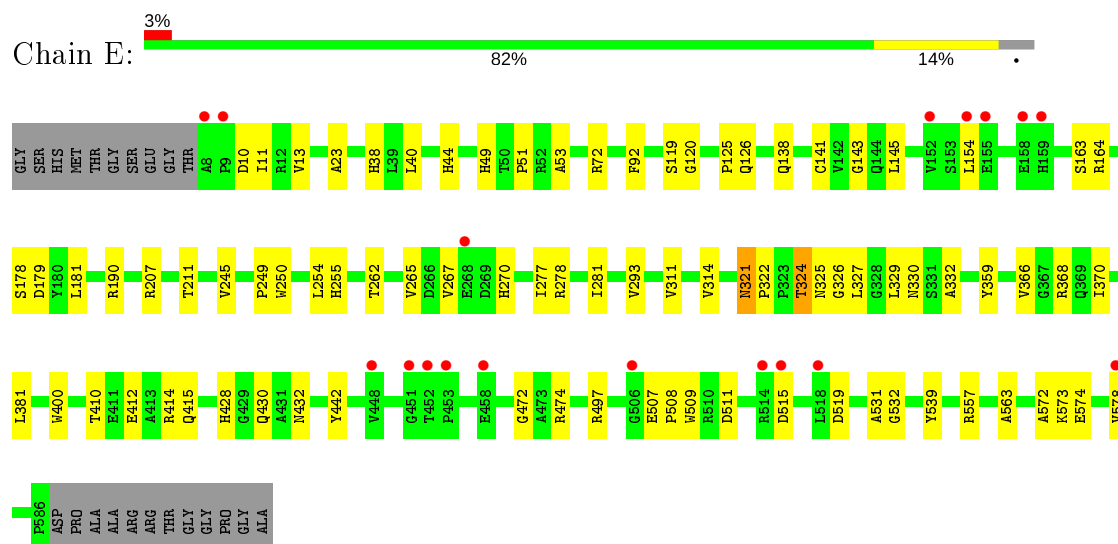 3%
Chain E:
82%
14%
•
GLY SER HIS MET THR GLY SER GLU GLY THR A8 P9 D10 I11 R12 V13 A23 H38 L39 L40 H44 H49 T50 P51 R52 A53 R72 F92 S119 G120 P125 Q126 Q138 C141 V142 G143 Q144 L145 V152 S153 L154 E155 E158 H159 S163 R164
S178 D179 Y180 L181 R190 R207 T211 V245 P249 W250 L254 H255 T262 V265 D266 V267 E268 D269 H270 I277 R278 I281 V293 V311 V314 N321 P322 P323 T324 N325 G326 L327 G328 L329 N330 S331 A332 Y359 V366 G367 R368 Q369 I370
L381 W400 T410 E411 E412 A413 R414 Q415 H428 G429 Q430 A431 N432 Y442 V448 G451 T452 P453 E458 G472 A473 R474 R497 G506 E507 P508 W509 R510 D511 R514 D515 L518 D519 A531 G532 Y539 R557 A563 A572 K573 E574
P586 ASP PRO ALA ALA ARG ARG THR GLY GLY PRO GLY ALA